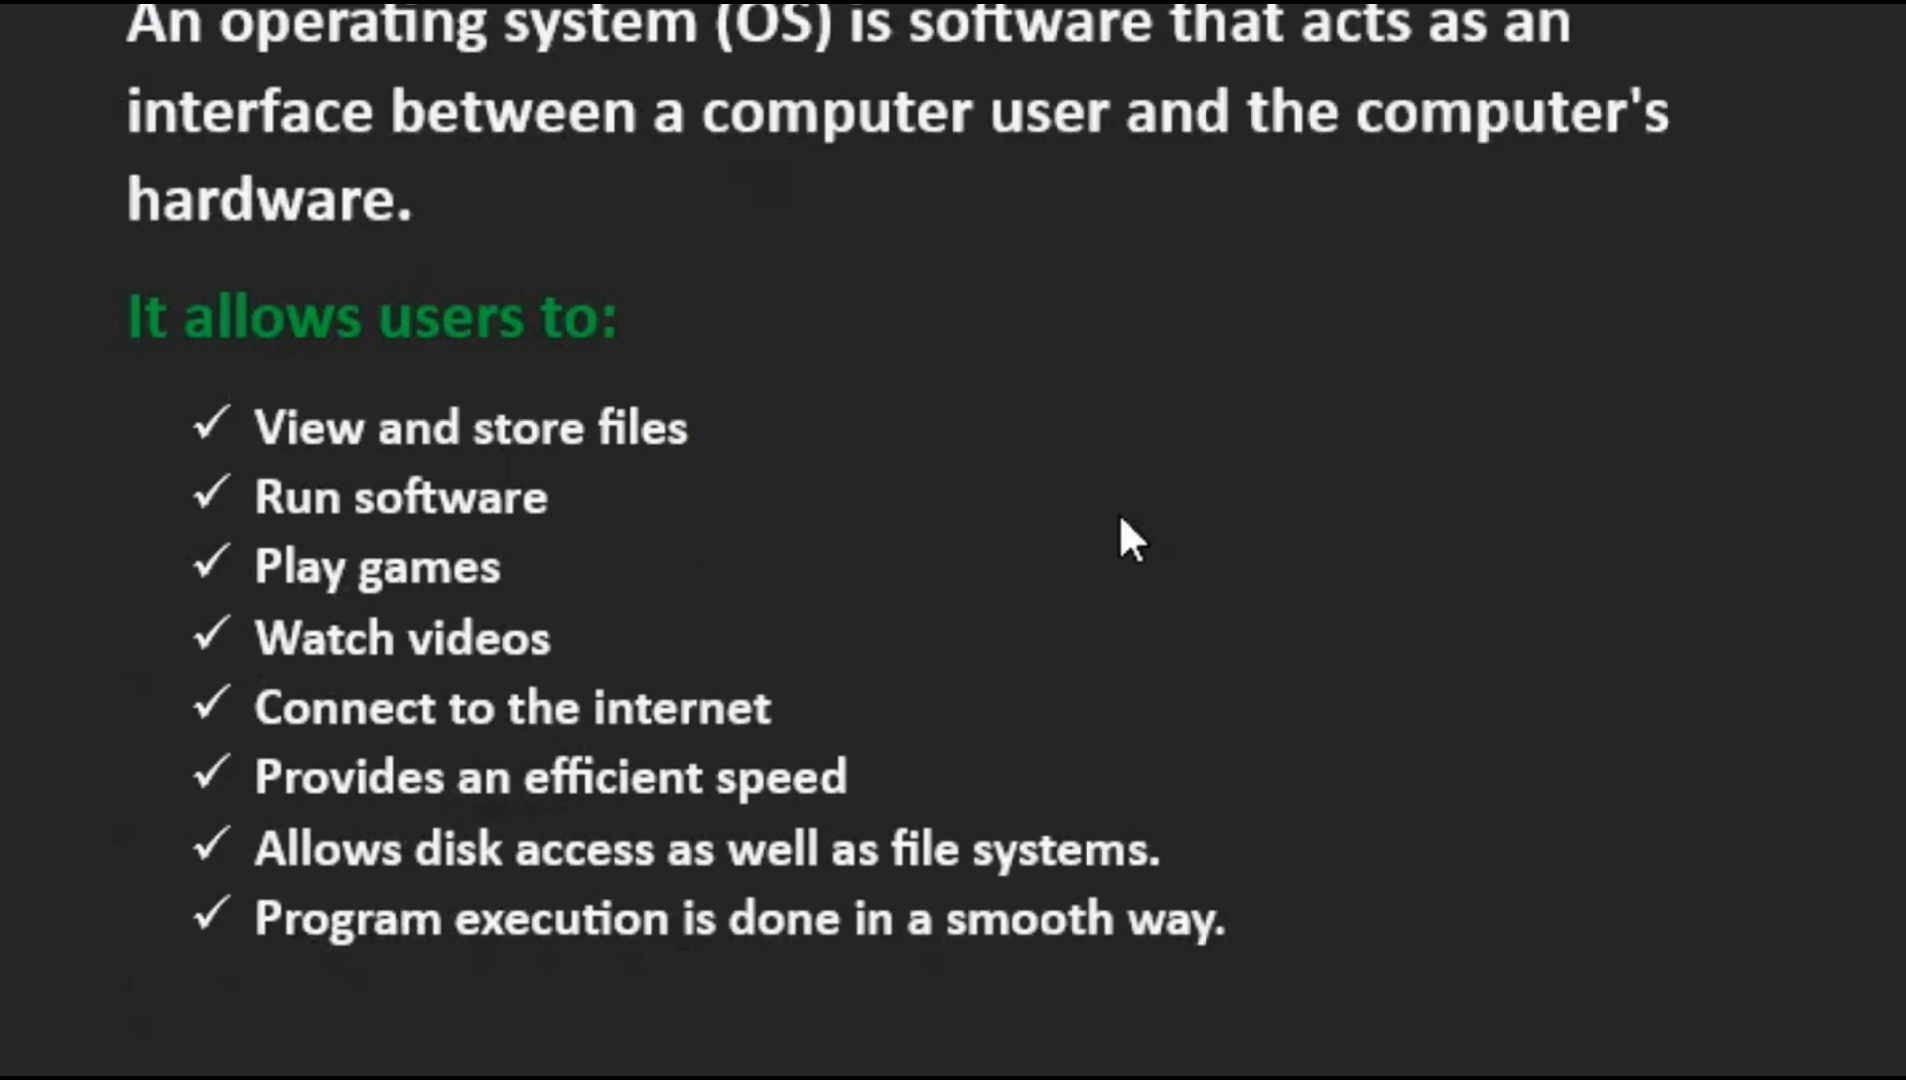 An operating system (OS) is software that acts as an
interface between a computer user and the computer's
hardware.
It allows users to:
✓ View and store files
✓ Run software
✓ Play games
✓ Watch videos
✓ Connect to the internet
✓ Provides an efficient speed
✓ Allows disk access as well as file systems.
✓ Program execution is done in a smooth way.